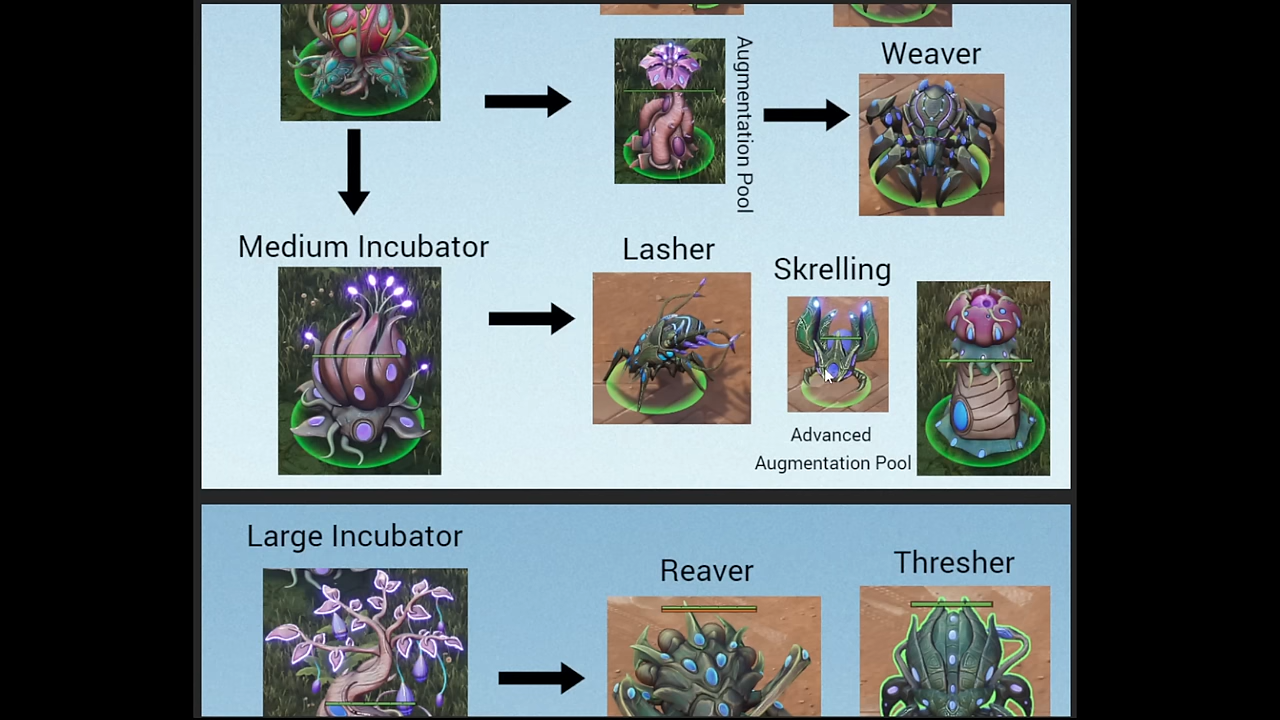 Augmentation Pool
Weaver
Medium Incubator
Lasher
Skrelling
Advanced
Augmentation Pool
Large Incubator
Reaver
Thresher